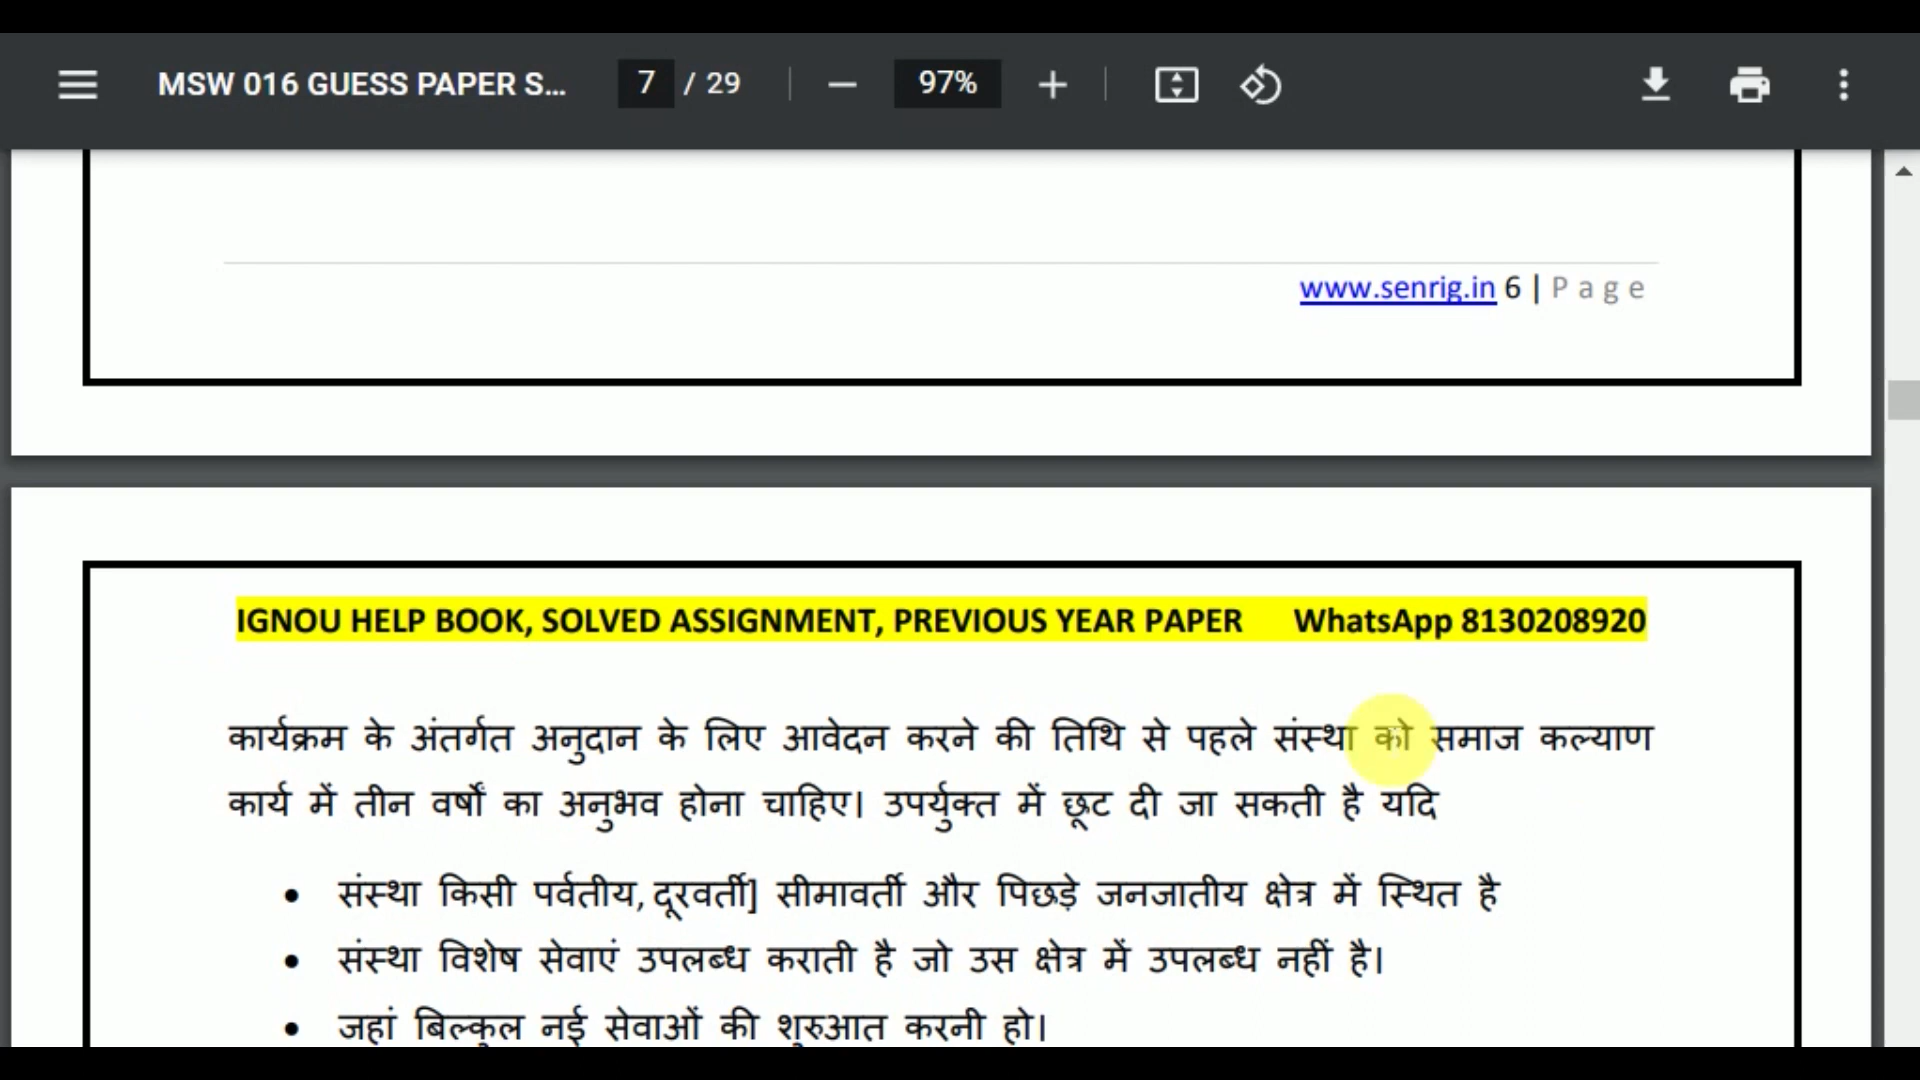 MSW 016 GUESS PAPER S... 7 / 29 97%
www.senrig.in 6 | P a g e
IGNOU HELP BOOK, SOLVED ASSIGNMENT, PREVIOUS YEAR PAPER WhatsApp 8130208920
कार्यक्रम के अंतर्गत अनुदान के लिए आवेदन करने की तिथि से पहले संस्था को समाज कल्याण
कार्य में तीन वर्षों का अनुभव होना चाहिए। उपर्युक्त में छूट दी जा सकती है यदि
• संस्था किसी पर्वतीय, दूरवर्ती] सीमावर्ती और पिछड़े जनजातीय क्षेत्र में स्थित है
• संस्था विशेष सेवाएं उपलब्ध कराती है जो उस क्षेत्र में उपलब्ध नहीं है।
• जहां बिल्कुल नई सेवाओं की शुरुआत करनी हो।